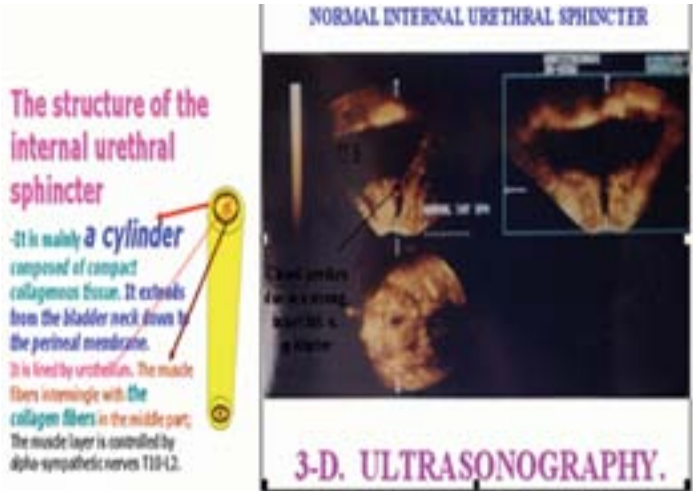 The structure of the
internal urethral
sphincter
-It is mainly a cylinder
composed of compact
collagenous tissue. It extends
from the bladder neck down to
the perineal membrane.
It is lined by urothelium. The muscle
fibers intermingle with the
collagen fibers in the middle part;
The muscle layer is controlled by
alpha-sympathetic nerves T10-L2.
NORMAL INTERNAL URETHRAL SPHINCTER
NORMAL INT SPH
3-D. ULTRASONOGRAPHY.